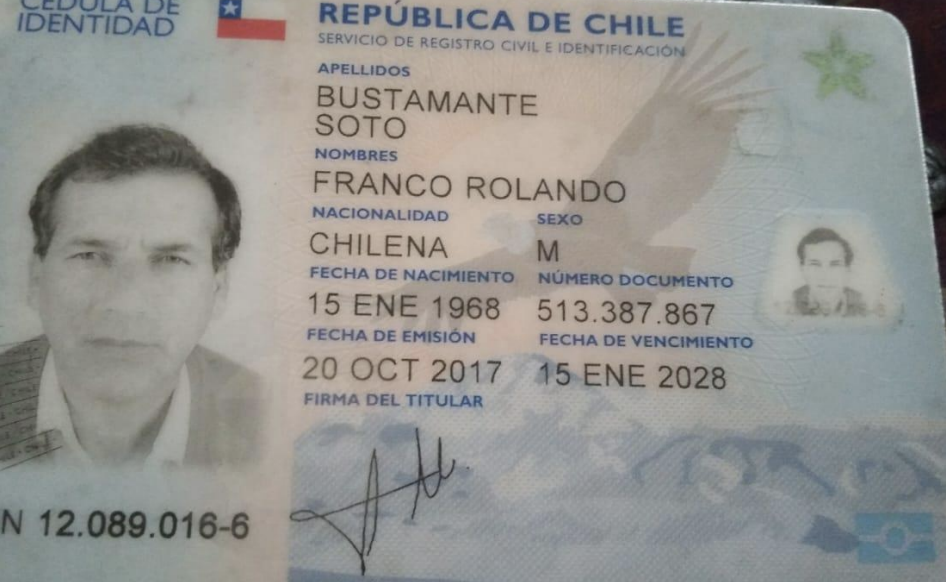 CÉDULA DE
IDENTIDAD
REPÚBLICA DE CHILE
SERVICIO DE REGISTRO CIVIL E IDENTIFICACIÓN
APELLIDOS
BUSTAMANTE
SOTO
NOMBRES
FRANCO ROLANDO
NACIONALIDAD SEXO
CHILENA M
FECHA DE NACIMIENTO NÚMERO DOCUMENTO
15 ENE 1968 513.387.867
FECHA DE EMISIÓN FECHA DE VENCIMIENTO
20 OCT 2017 15 ENE 2028
FIRMA DEL TITULAR
N 12.089.016-6